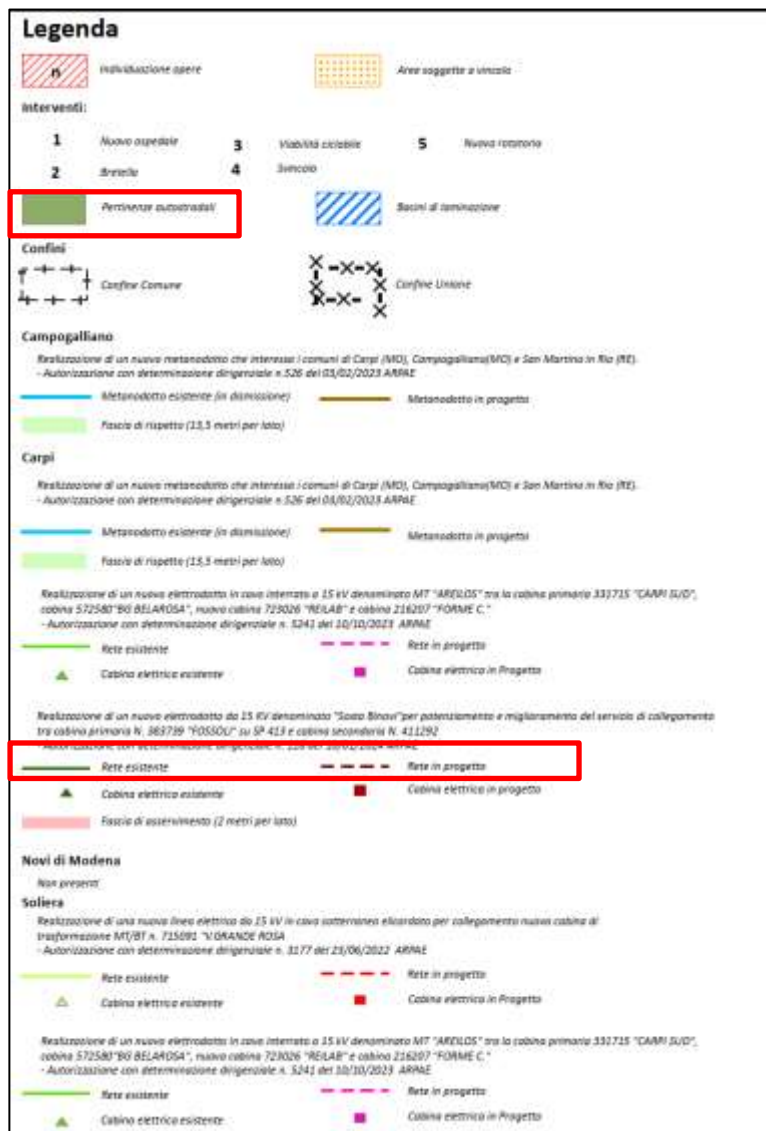 Legenda
n Individuazione opere Aree soggette a vincolo
Interventi:
1 Nuovo ospedale 3 Viabilità ciclabile 5 Nuova rotatoria
2 Bretella 4 Svincolo
Pertinenze autostradali Bacini di laminazione
Confini
Confine Comune Confine Unione
Campogalliano
Realizzazione di un nuovo metanodotto che interessa i comuni di Carpi (MO), Campogalliano(MO) e San Martino in Rio (RE).
- Autorizzazione con determinazione dirigenziale n.526 del 03/02/2023 ARPAE
Metanodotto esistente (in dismissione) Metanodotto in progetto
Fascia di rispetto (13,5 metri per lato)
Carpi
Realizzazione di un nuovo metanodotto che interessa i comuni di Carpi (MO), Campogalliano(MO) e San Martino in Rio (RE).
- Autorizzazione con determinazione dirigenziale n.526 del 03/02/2023 ARPAE
Metanodotto esistente (in dismissione) Metanodotto in progetto
Fascia di rispetto (13,5 metri per lato)
Realizzazione di un nuovo elettrodotto in cavo interrato a 15 kV denominato MT "AREILOS" tra la cabina primaria 331715 "CARPI SUD",
cabina 572580"BG BELAROSA", nuova cabina 723026 "REILAB" e cabina 216207 "FORME C."
- Autorizzazione con determinazione dirigenziale n. 5241 del 10/10/2023 ARPAE
Rete esistente Rete in progetto
Cabina elettrica esistente Cabina elettrica in Progetto
Realizzazione di un nuovo elettrodotto da 15 KV denominato "Binovi"per potenziamento e miglioramento del servizio di collegamento
tra cabina primaria N. 383739 "FOSSOLI" su SP 413 e cabina secondaria N. 411292
- Autorizzazione con determinazione dirigenziale n. del ARPAE
Rete esistente Rete in progetto
Cabina elettrica esistente Cabina elettrica in progetto
Fascia di asservimento (2 metri per lato)
Novi di Modena
Non presenti
Soliera
Realizzazione di una nuova linea elettrica da 15 kV in cavo sotterraneo elicordato per collegamento nuova cabina di
trasformazione MT/BT n. 715091 "V.GRANDE ROSA
- Autorizzazione con determinazione dirigenziale n. 3177 del 23/06/2022 ARPAE
Rete esistente Rete in progetto
Cabina elettrica esistente Cabina elettrica in Progetto
Realizzazione di un nuovo elettrodotto in cavo interrato a 15 kV denominato MT "AREILOS" tra la cabina primaria 331715 "CARPI SUD",
cabina 572580"BG BELAROSA", nuova cabina 723026 "REILAB" e cabina 216207 "FORME C."
- Autorizzazione con determinazione dirigenziale n. 5241 del 10/10/2023 ARPAE
Rete esistente Rete in progetto
Cabina elettrica esistente Cabina elettrica in Progetto